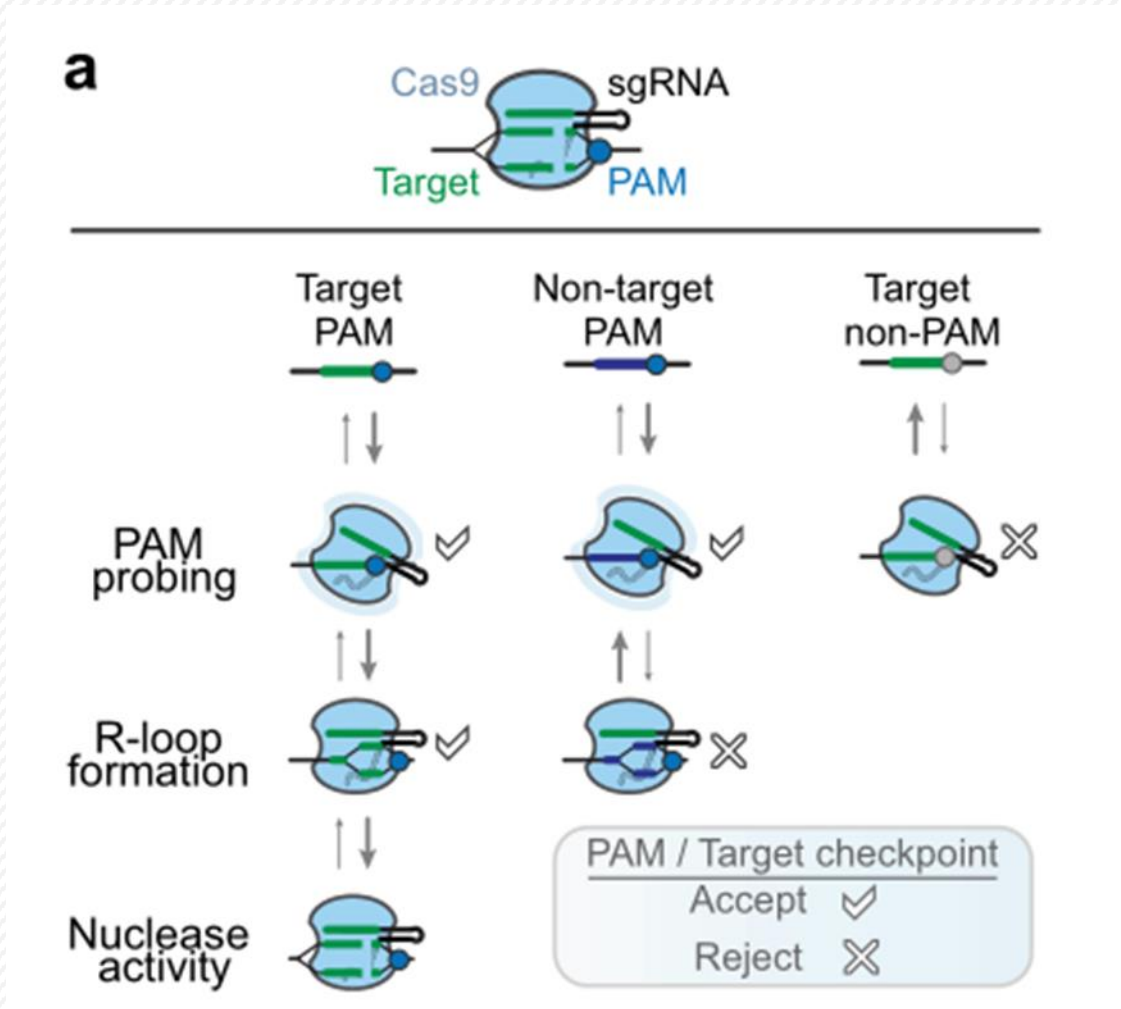 a
Cas9
sgRNA
Target
PAM
Target
PAM
Non-target
PAM
Target
non-PAM
PAM
probing
R-loop
formation
Nuclease
activity
PAM / Target checkpoint
Accept
Reject